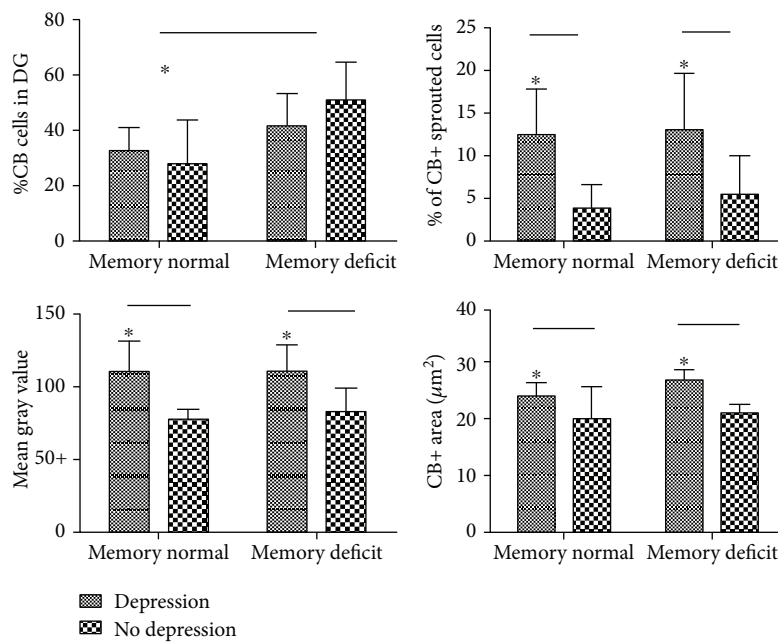 80
60
40
20
0
%CB cells in DG
*
Memory normal
Memory deficit
25
20
15
10
5
0
% of CB+ sprouted cells
*
*
Memory normal
Memory deficit
150
100
50+
0
Mean gray value
*
*
Memory normal
Memory deficit
40
30
20
10
0
CB+ area (μm²)
*
*
Memory normal
Memory deficit
Depression
No depression